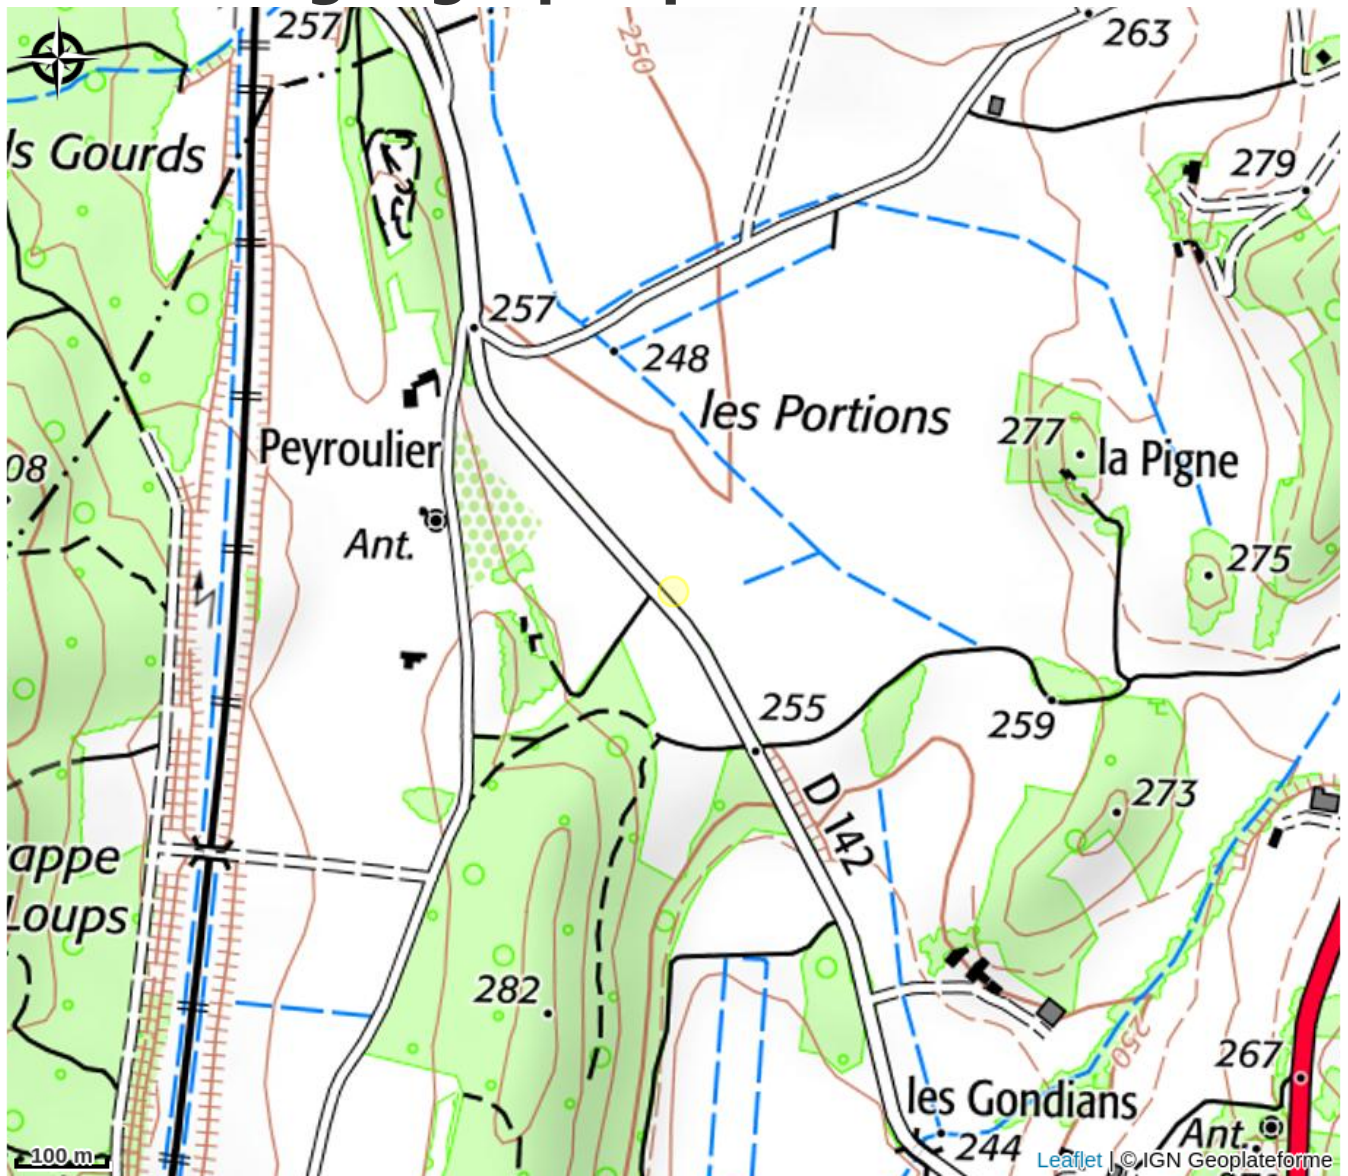 257
250
263
ls Gourds
279
257
248
les Portions
277
la Pigne
Peyroulier
08
Ant.
275
255
259
D 142
273
appe
Loups
282
250
267
les Gondians
244
Ant.
100 m
Leaflet | © IGN Geoplateforme